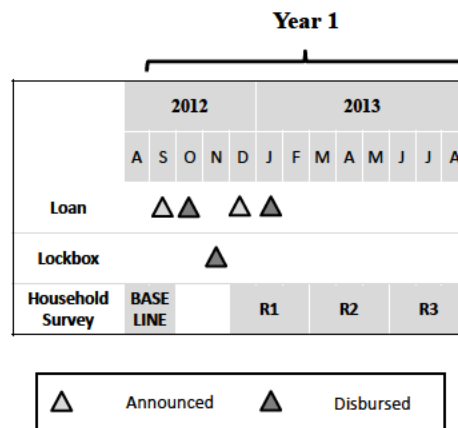 Year 1
2012 2013
A S O N D J F M A M J J A
Loan
Lockbox
Household Survey
BASE LINE
R1 R2 R3
Announced Disbursed